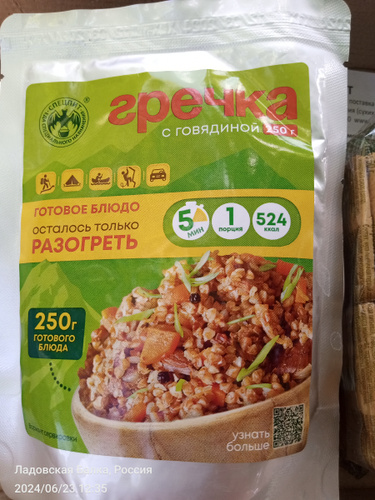 гречка
С ГОВЯДИНОЙ 250 г.
ГОТОВОЕ БЛЮДО
ОСТАЛОСЬ ТОЛЬКО
РАЗОГРЕТЬ
5
МИН
1
порция
524
ккал
250г
ГОТОВОГО
БЛЮДА
узнать
больше
Россия
2024/06/23